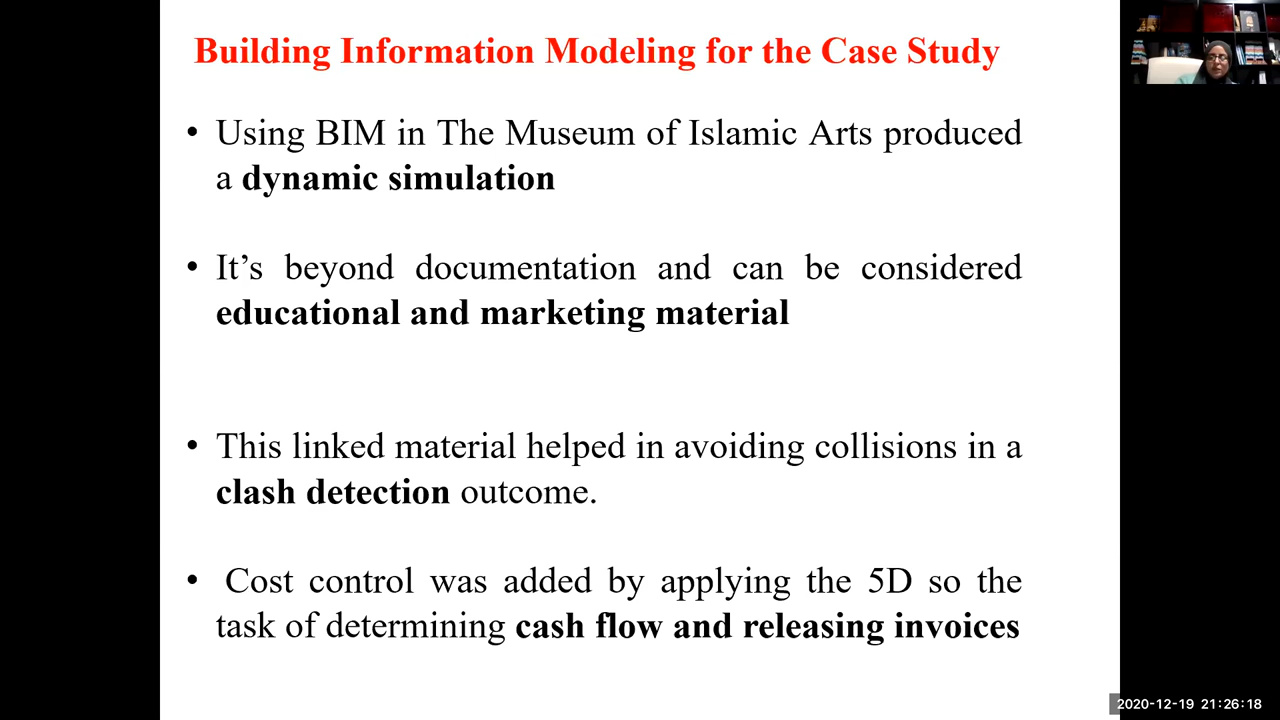 Building Information Modeling for the Case Study
• Using BIM in The Museum of Islamic Arts produced
a dynamic simulation
• It’s beyond documentation and can be considered
educational and marketing material
• This linked material helped in avoiding collisions in a
clash detection outcome.
• Cost control was added by applying the 5D so the
task of determining cash flow and releasing invoices
2020-12-19 21:26:18